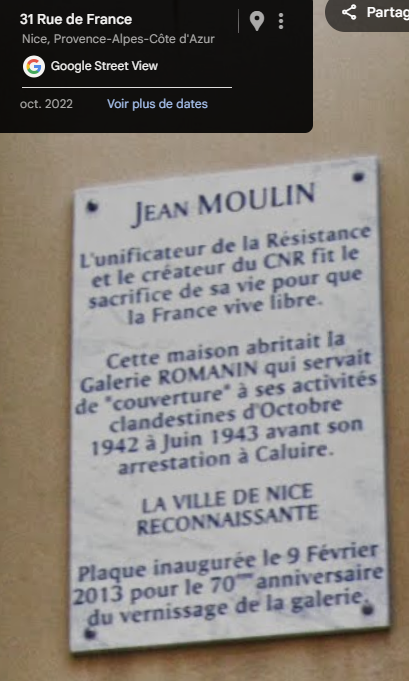 31 Rue de France
Nice, Provence-Alpes-Côte d'Azur
Google Street View
oct. 2022 Voir plus de dates
Partag
JEAN MOULIN
L'unificateur de la Résistance
et le créateur du CNR fit le
sacrifice de sa vie pour que
la France vive libre.
Cette maison abritait la
Galerie ROMANIN qui servait
de "couverture" à ses activités
clandestines d'Octobre
1942 à Juin 1943 avant son
arrestation à Caluire.
LA VILLE DE NICE
RECONNAISSANTE
Plaque inaugurée le 9 Février
2013 pour le 70ème anniversaire
du vernissage de la galerie.